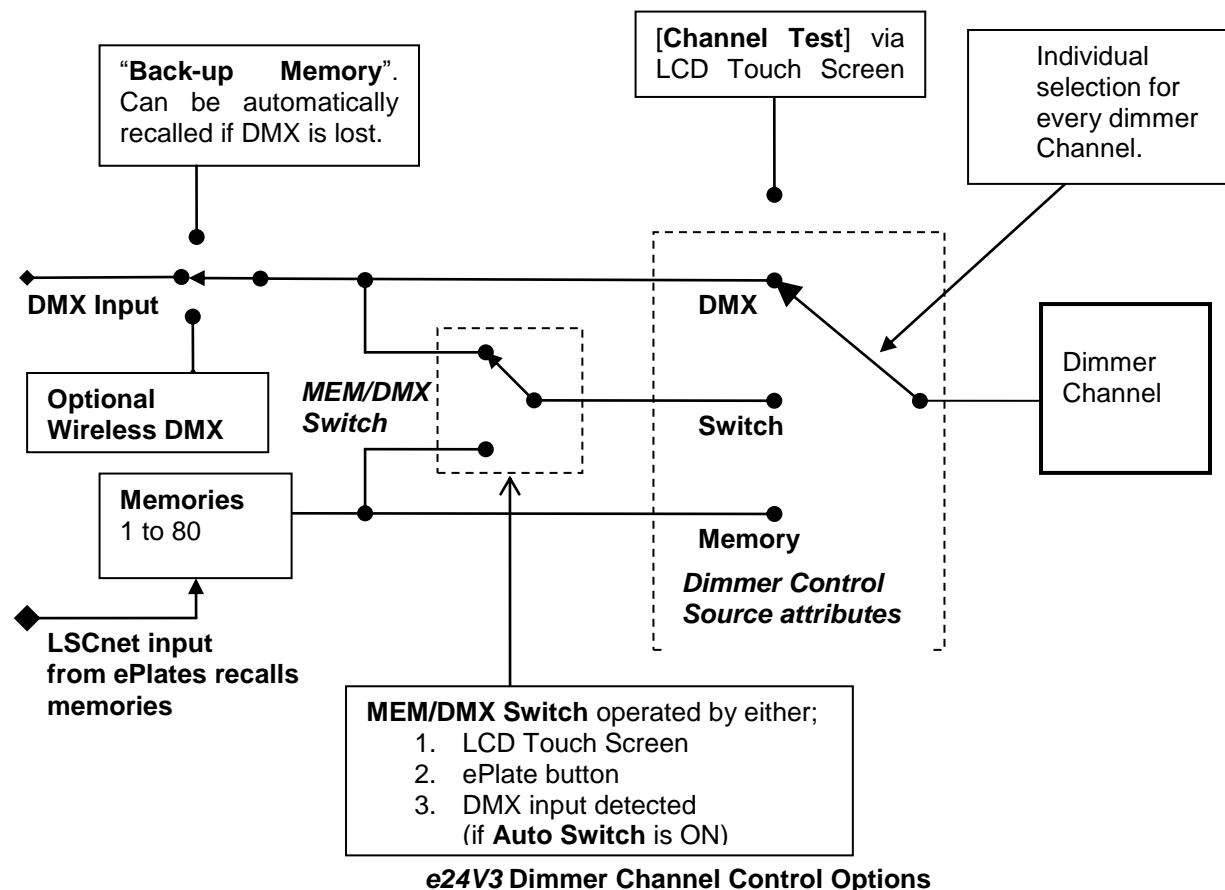 “Back-up Memory”.
Can be automatically
recalled if DMX is lost.
[Channel Test] via
LCD Touch Screen
Individual
selection for
every dimmer
Channel.
DMX Input
DMX
Optional
Wireless DMX
MEM/DMX
Switch
Switch
Dimmer
Channel
Memories
1 to 80
Memory
Dimmer Control
Source attributes
LSCnet input
from ePlates recalls
memories
MEM/DMX Switch operated by either;
1. LCD Touch Screen
2. ePlate button
3. DMX input detected
(if Auto Switch is ON)
e24V3 Dimmer Channel Control Options